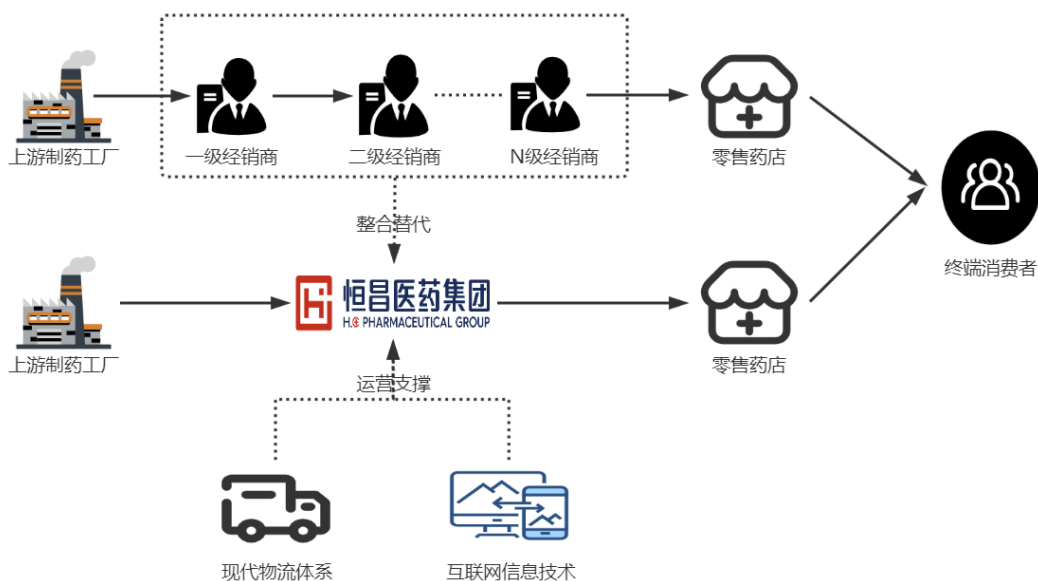 上游制药工厂
一级经销商
二级经销商
N级经销商
零售药店
整合替代
终端消费者
恒昌医药集团
H.C PHARMACEUTICAL GROUP
上游制药工厂
零售药店
运营支撑
现代物流体系
互联网信息技术